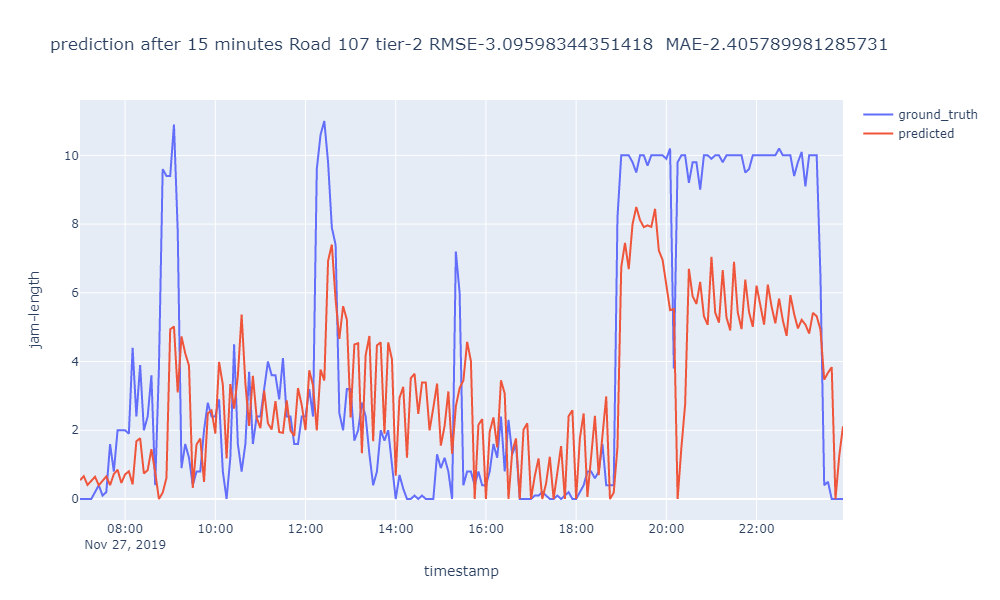 prediction after 15 minutes Road 107 tier-2 RMSE-3.09598344351418  MAE-2.405789981285731
ground_truth
predicted
jam-length
10
8
6
4
2
0
08:00 10:00 12:00 14:00 16:00 18:00 20:00 22:00
Nov 27, 2019
timestamp